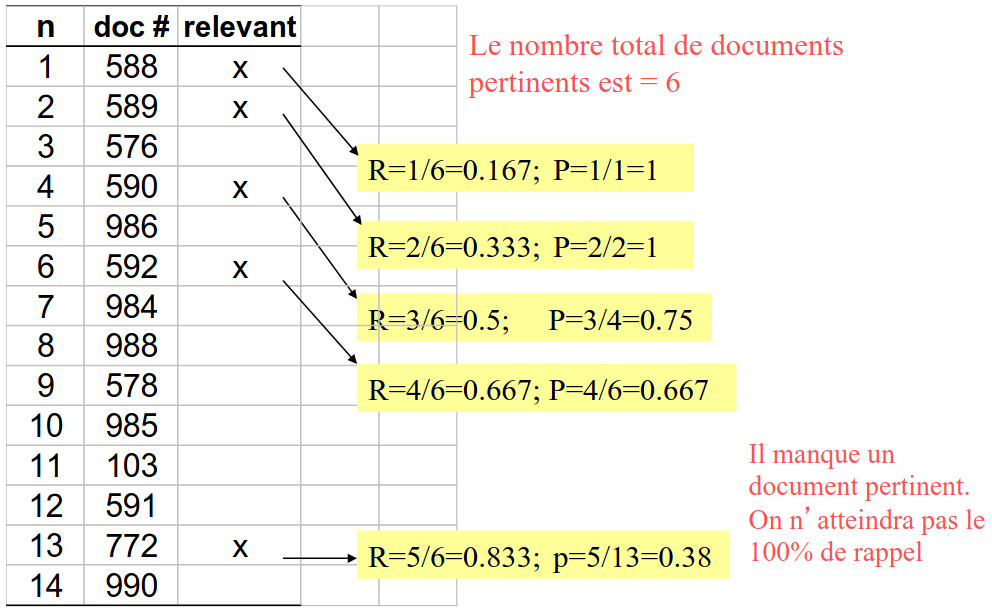 n doc # relevant
1 588 x
2 589 x
3 576
4 590 x
5 986
6 592 x
7 984
8 988
9 578
10 985
11 103
12 591
13 772 x
14 990
Le nombre total de documents
pertinents est = 6
R=1/6=0.167; P=1/1=1
R=2/6=0.333; P=2/2=1
R=3/6=0.5; P=3/4=0.75
R=4/6=0.667; P=4/6=0.667
Il manque un
document pertinent.
On n’atteindra pas le
100% de rappel
R=5/6=0.833; p=5/13=0.38